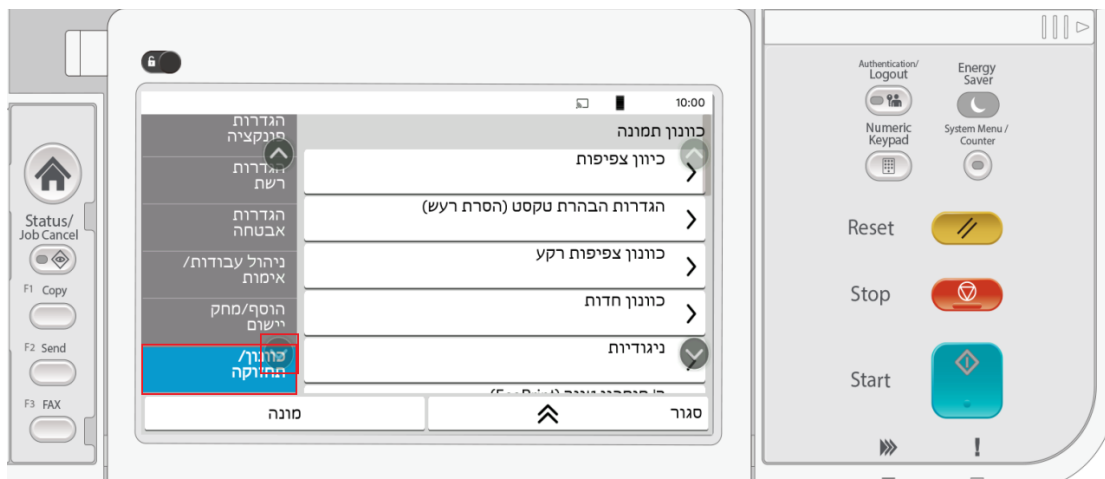 10:00
הגדרות
פונקציה
הגדרות
רשת
הגדרות
אבטחה
ניהול עבודות/
אימות
הוסף/מחק
יישום
כוונון/
תחזוקה
כוונון תמונה
כיוון צפיפות
הגדרות הבהרת טקסט (הסרת רעש)
כוונון צפיפות רקע
כוונון חדות
ניגודיות
מונה
סגור
Status/
Job Cancel
F1 Copy
F2 Send
F3 FAX
Authentication/
Logout
Energy
Saver
Numeric
Keypad
System Menu /
Counter
Reset
Stop
Start